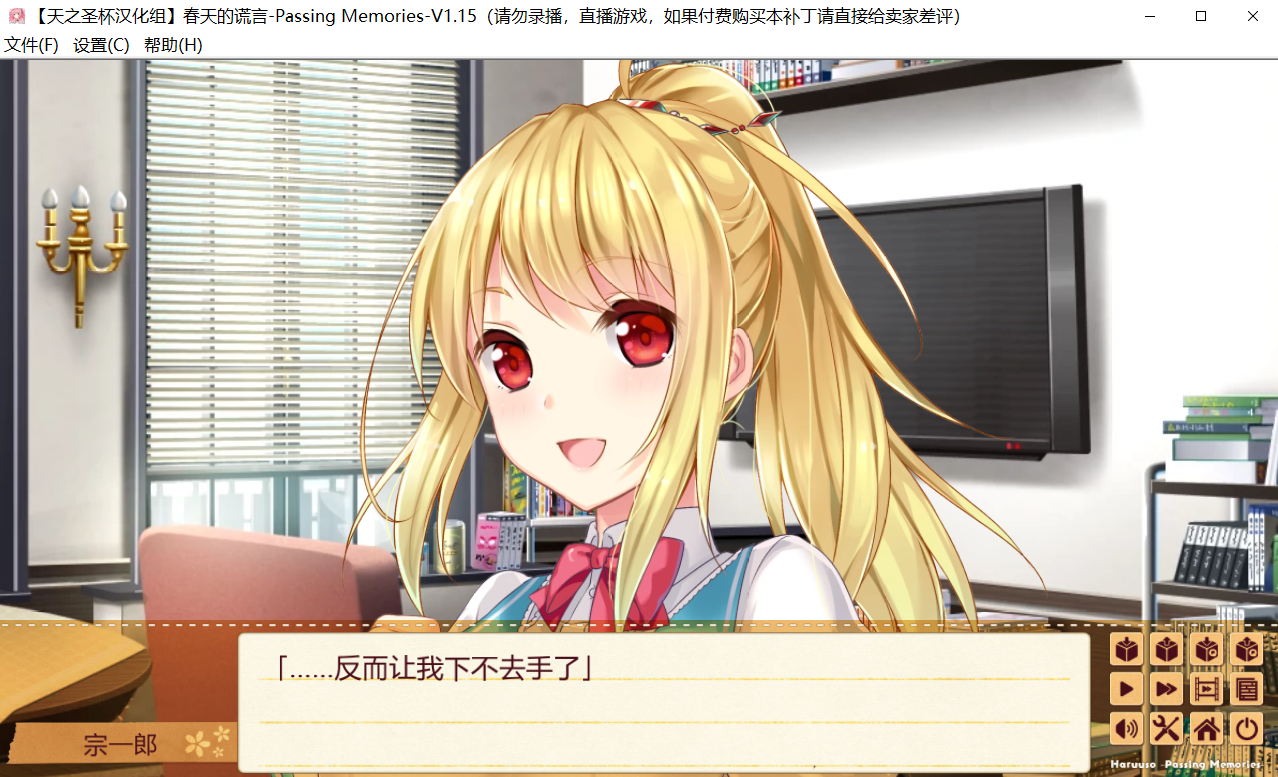 【天之圣杯汉化组】春天的谎言-Passing Memories-V1.15（请勿录播，直播游戏，如果付费购买本补丁请直接给卖家差评）
文件(F) 设置(C) 帮助(H)
「......反而让我下不去手了」
宗一郎
Haruuso -Passing Memories-